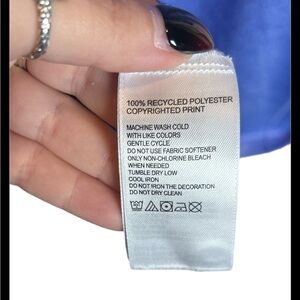 100% RECYCLED POLYESTER
COPYRIGHTED PRINT
MACHINE WASH COLD
WITH LIKE COLORS
GENTLE CYCLE
DO NOT USE FABRIC SOFTENER
ONLY NON-CHLORINE BLEACH
WHEN NEEDED
TUMBLE DRY LOW
COOL IRON
DO NOT IRON THE DECORATION
DO NOT DRY CLEAN